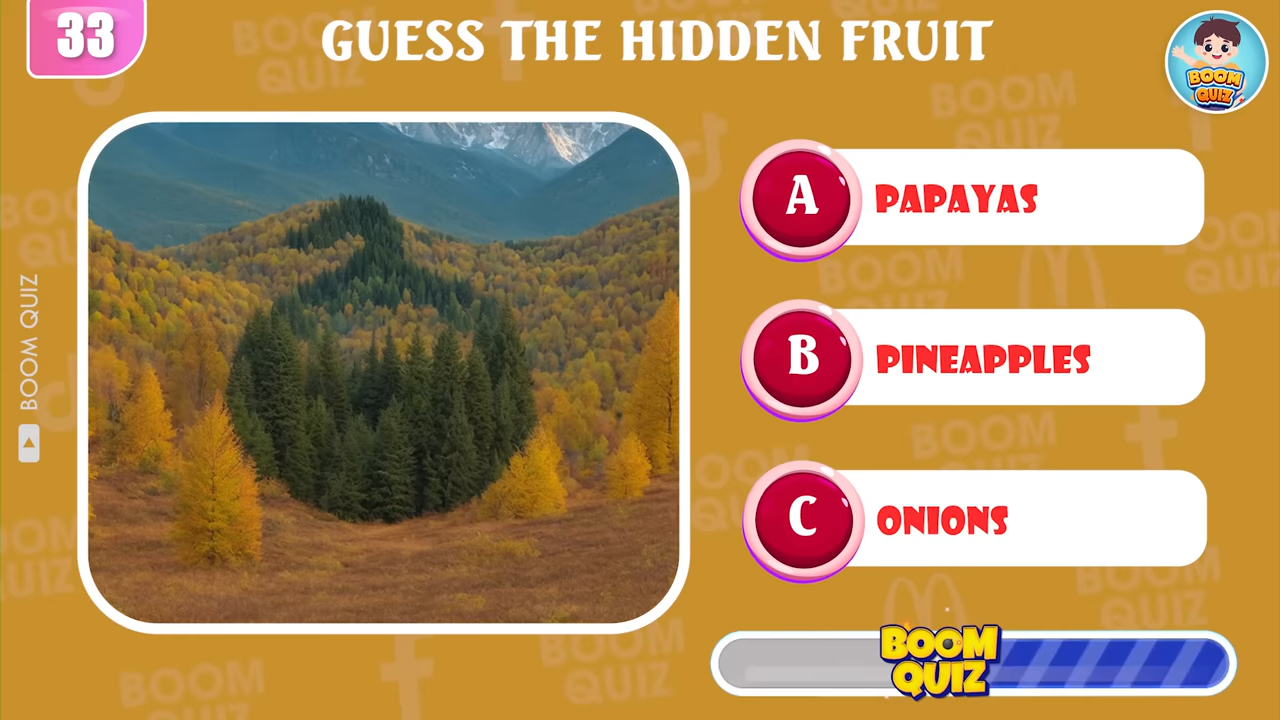 33
GUESS THE HIDDEN FRUIT
BOOM
QUIZ
BOOM QUIZ
A
PAPAYAS
B
PINEAPPLES
C
ONIONS
BOOM
QUIZ